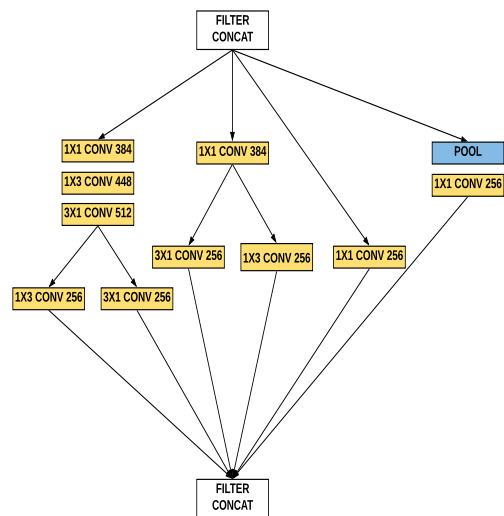 FILTER
CONCAT
1X1 CONV 384
1X3 CONV 448
3X1 CONV 512
1X3 CONV 256
3X1 CONV 256
1X1 CONV 384
3X1 CONV 256
1X3 CONV 256
1X1 CONV 256
POOL
1X1 CONV 256
FILTER
CONCAT